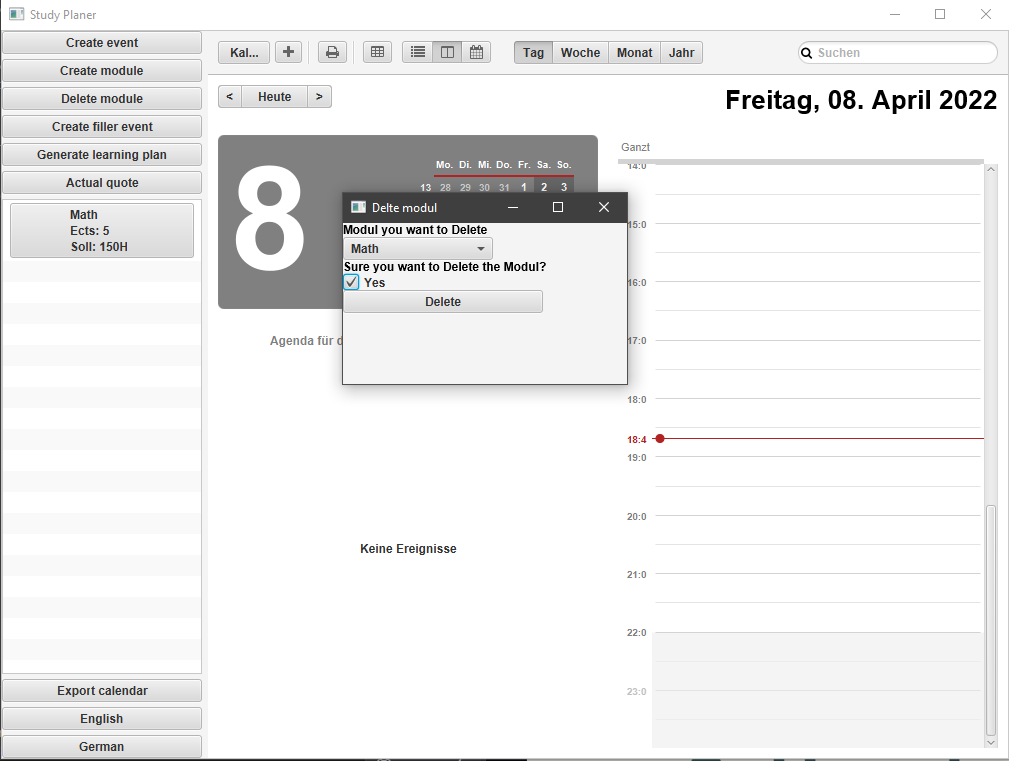 Study Planer
Create event
Create module
Delete module
Create filler event
Generate learning plan
Actual quote
Math
Ects: 5
Soll: 150H
Export calendar
English
German
Kal...
Tag Woche Monat Jahr
Suchen
< Heute >
Freitag, 08. April 2022
8
Mo. Di. Mi. Do. Fr. Sa. So.
13 28 29 30 31 1 2 3
Delte modul
Modul you want to Delete
Math
Sure you want to Delete the Modul?
Yes
Delete
Agenda für d
Keine Ereignisse
Ganzt
14:0
15:0
16:0
17:0
18:0
18:4
19:0
20:0
21:0
22:0
23:0